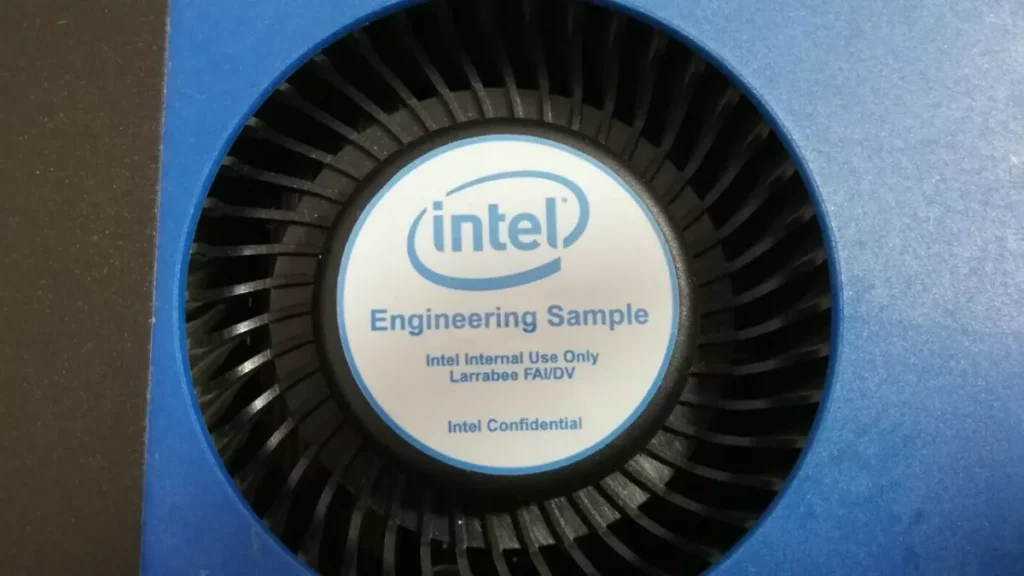 intel
Engineering Sample
Intel Internal Use Only
Larrabee FAI/DV
Intel Confidential